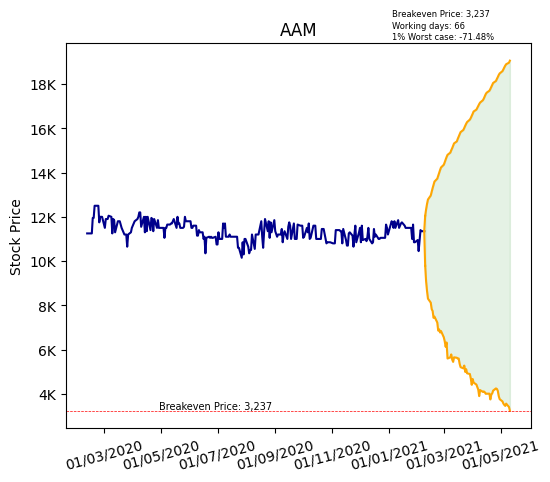 Breakeven Price: 3,237
Working days: 66
1% Worst case: -71.48%
AAM
Stock Price
18K
16K
14K
12K
10K
8K
6K
4K
Breakeven Price: 3,237
01/03/2020
01/05/2020
01/07/2020
01/09/2020
01/11/2020
01/01/2021
01/03/2021
01/05/2021